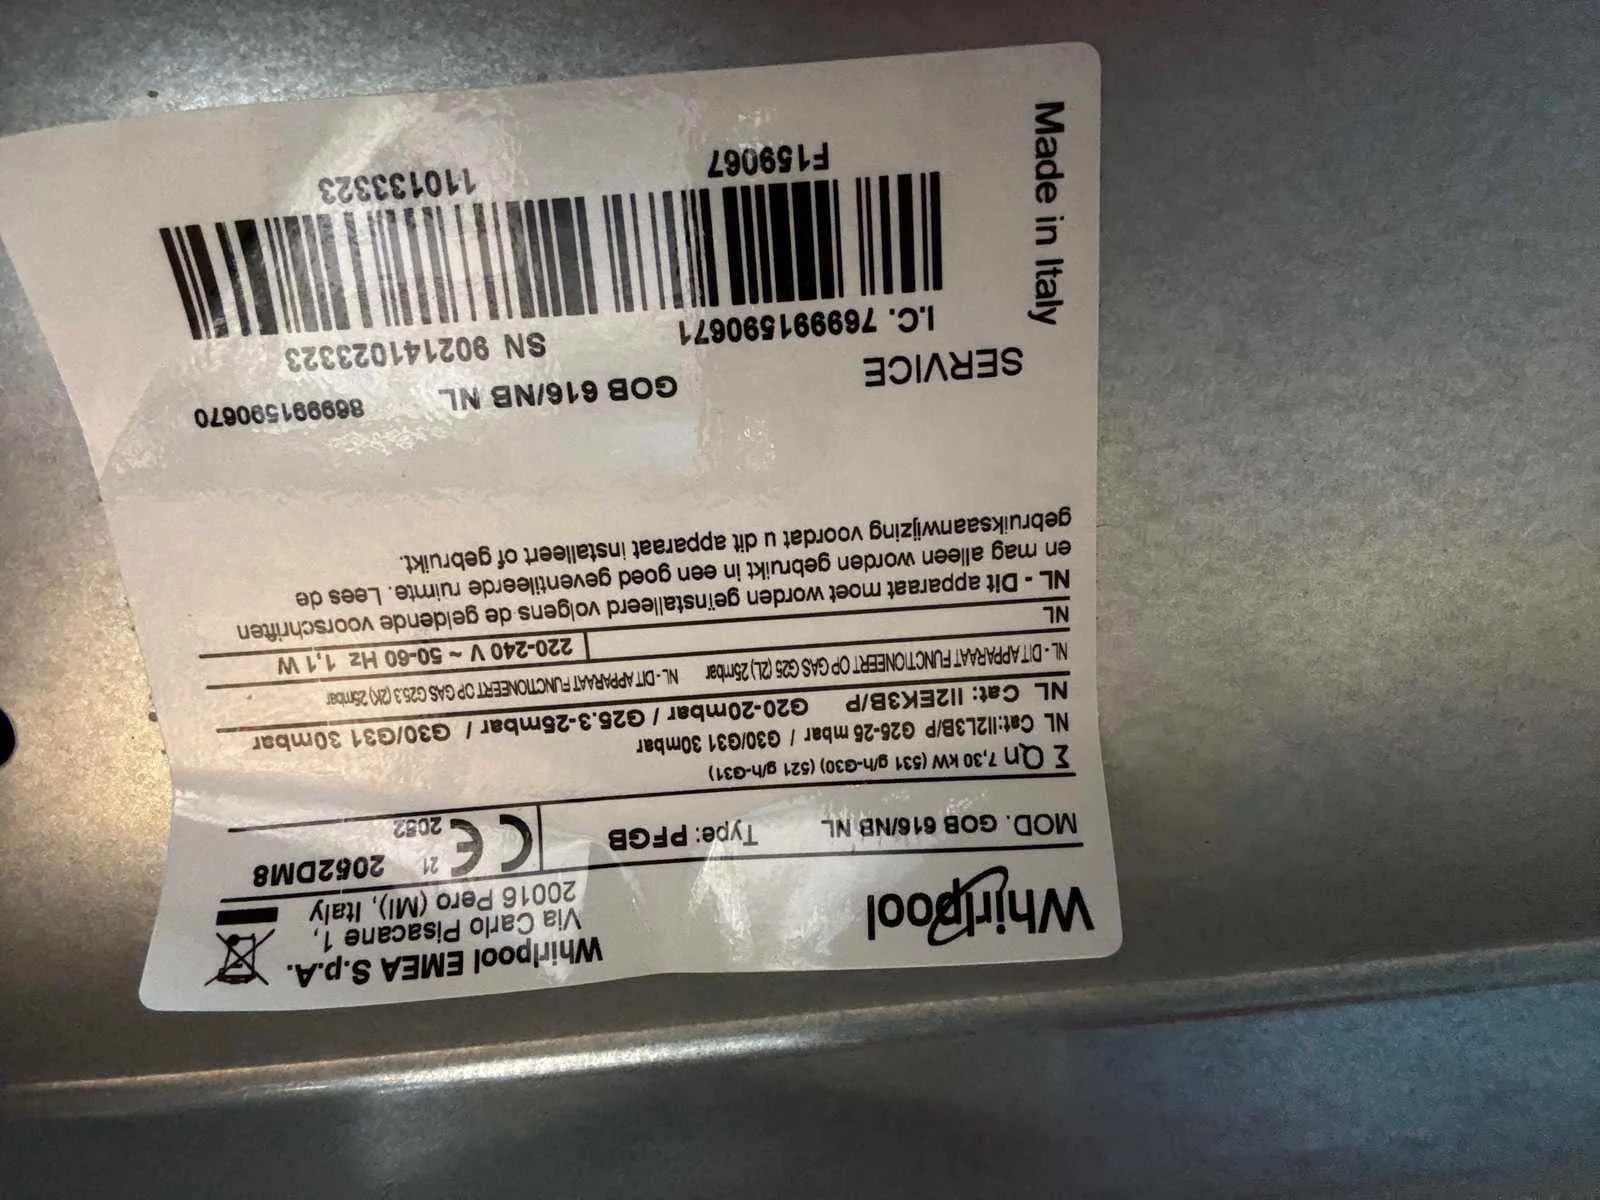 Whirlpool
Whirlpool EMEA S.p.A.
Via Carlo Pisacane 1,
20016 Pero (MI), Italy
MOD. GOB 616/NB NL Type: PFGB
CE 21 2052DM8
2052
Σ Qn 7,30 kW (531 g/h-G30) (521 g/h-G31)
NL Cat:II2L3B/P G25-25 mbar / G30/G31 30mbar
NL Cat: II2EK3B/P G20-20mbar / G25.3-25mbar / G30/G31 30mbar
NL - DIT APPARAAT FUNCTIONEERT OP GAS G25 (2L) 25mbar NL - DIT APPARAAT FUNCTIONEERT OP GAS G25.3 (2K) 25mbar
NL 220-240 V ~ 50-60 Hz 1,1 W
NL - Dit apparaat moet worden geïnstalleerd volgens de geldende voorschriften
en mag alleen worden gebruikt in een goed geventileerde ruimte. Lees de
gebruiksaanwijzing voordat u dit apparaat installeert of gebruikt.
GOB 616/NB NL 869991590670
SERVICE
I.C. 769991590671 SN 902141023323
F159067 110133323
Made in Italy